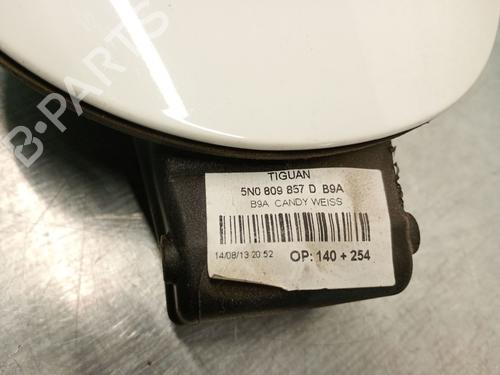 B-PARTS
TIGUAN
5N0 809 857 D B9A
B9A CANDY WEISS
14/08/13 20:52 OP: 140 + 254